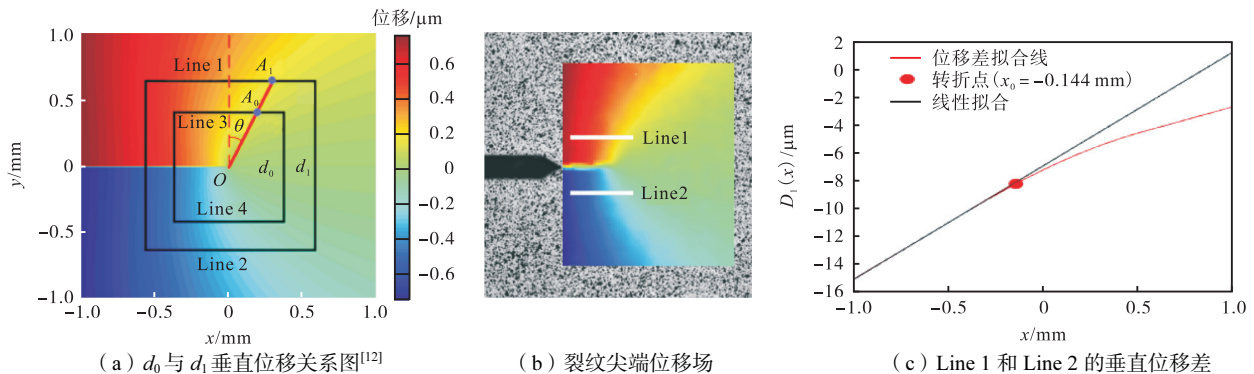 位移/μm
1.0
0.5
0
-0.5
-1.0
y/mm
Line 1
A₁
A₀
Line 3
θ
d₀
d₁
O
Line 4
Line 2
-1.0
-0.5
0
0.5
1.0
x/mm
0.6
0.4
0.2
0
-0.2
-0.4
-0.6
(a) d₀与 d₁垂直位移关系图[12]
Line1
Line2
(b) 裂纹尖端位移场
2
0
-2
-4
-6
-8
-10
-12
-14
-16
D₁(x)/μm
位移差拟合线
转折点(x₀=-0.144 mm)
线性拟合
-1.0
-0.5
0
0.5
1.0
x/mm
(c) Line 1 和 Line 2 的垂直位移差